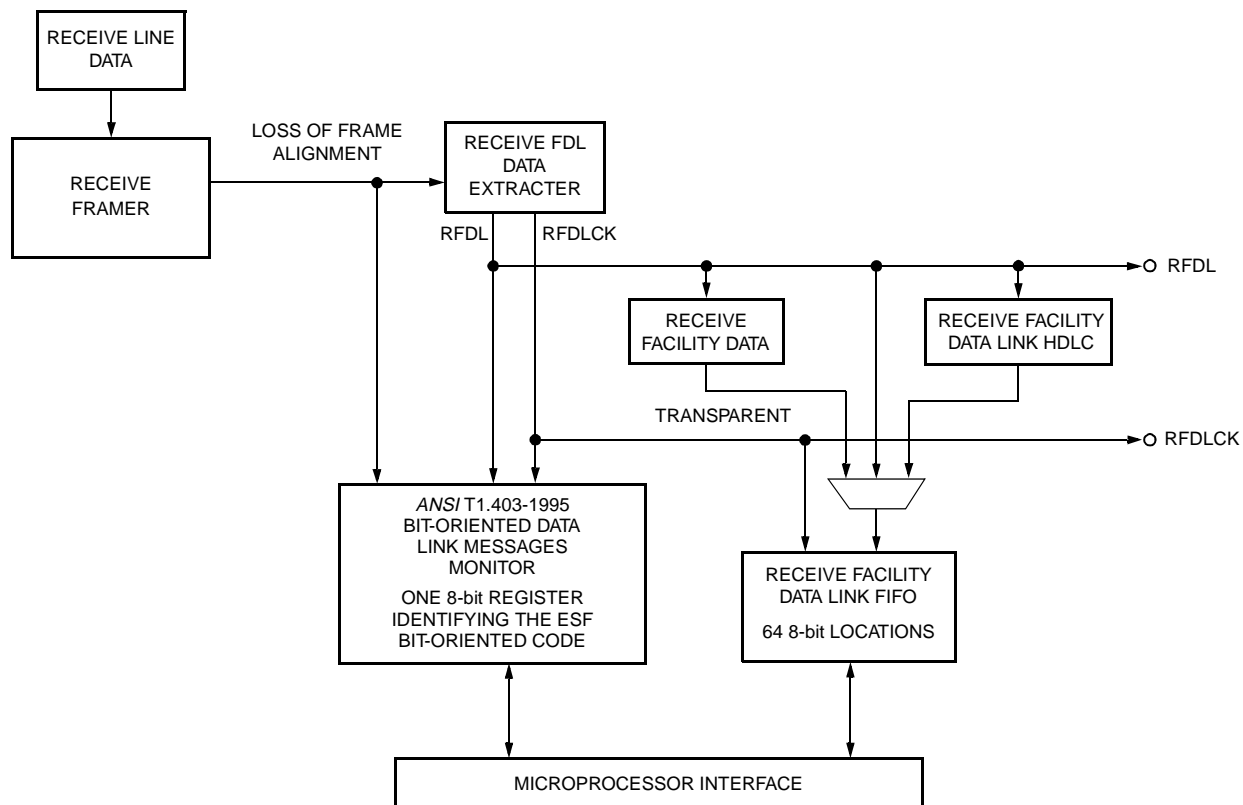 RECEIVE LINE
DATA
RECEIVE
FRAMER
LOSS OF FRAME
ALIGNMENT
RECEIVE FDL
DATA
EXTRACTER
RFDL
RFDLCK
RFDL
RECEIVE
FACILITY DATA
RECEIVE FACILITY
DATA LINK HDLC
TRANSPARENT
RFDLCK
ANSI T1.403-1995
BIT-ORIENTED DATA
LINK MESSAGES
MONITOR
ONE 8-bit REGISTER
IDENTIFYING THE ESF
BIT-ORIENTED CODE
RECEIVE FACILITY
DATA LINK FIFO
64 8-bit LOCATIONS
MICROPROCESSOR INTERFACE